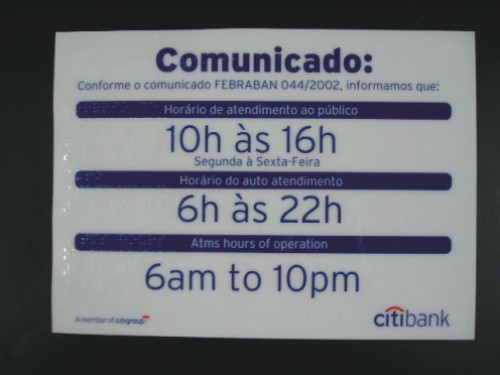 Comunicado:
Conforme o comunicado FEBRABAN 044/2002, informamos que:
Horário de atendimento ao público
10h às 16h
Segunda à Sexta-Feira
Horário do auto atendimento
6h às 22h
Atms hours of operation
6am to 10pm
A member of citigroup
citibank